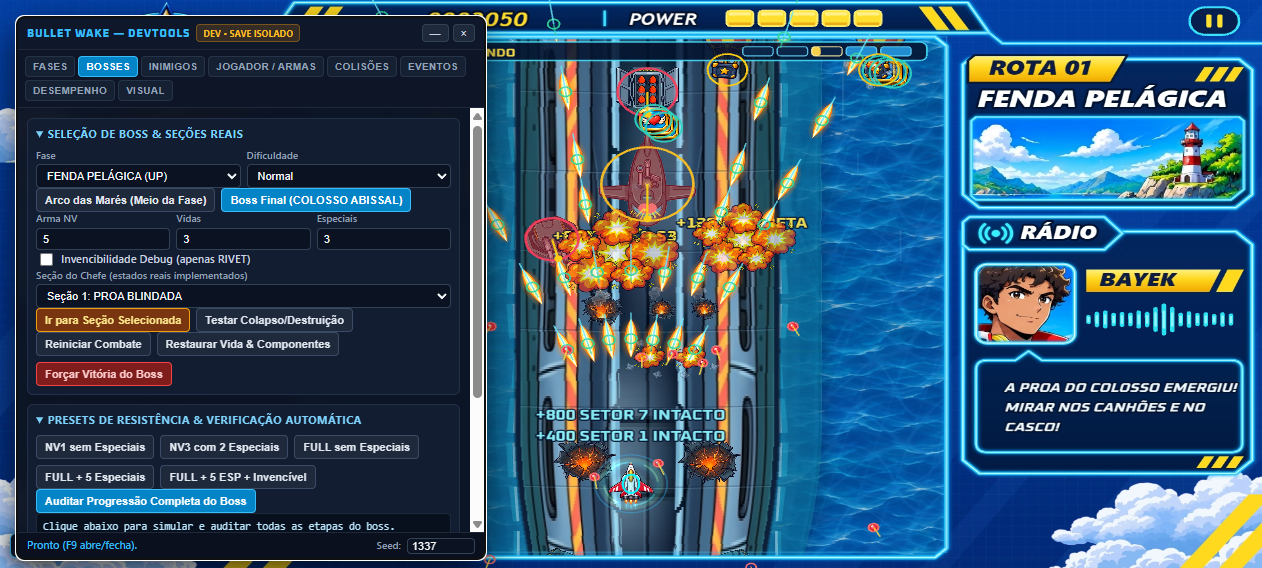 BULLET WAKE — DEVTOOLS
DEV • SAVE ISOLADO
—
×
FASES
BOSSES
INIMIGOS
JOGADOR / ARMAS
COLISÕES
EVENTOS
DESEMPENHO
VISUAL
▼ SELEÇÃO DE BOSS & SEÇÕES REAIS
Fase
Dificuldade
FENDA PELÁGICA (UP)
Normal
Arco das Marés (Meio da Fase)
Boss Final (COLOSSO ABISSAL)
Arma NV
Vidas
Especiais
5
3
3
Invencibilidade Debug (apenas RIVET)
Seção do Chefe (estados reais implementados)
Seção 1: PROA BLINDADA
Ir para Seção Selecionada
Testar Colapso/Destruição
Reiniciar Combate
Restaurar Vida & Componentes
Forçar Vitória do Boss
▼ PRESETS DE RESISTÊNCIA & VERIFICAÇÃO AUTOMÁTICA
NV1 sem Especiais
NV3 com 2 Especiais
FULL sem Especiais
FULL + 5 Especiais
FULL + 5 ESP + Invencível
Auditar Progressão Completa do Boss
Clique abaixo para simular e auditar todas as etapas do boss.
Pronto (F9 abre/fecha).
Seed:
1337
POWER
NDO
+800 SETOR 7 INTACTO
+400 SETOR 1 INTACTO
ROTA 01
FENDA PELÁGICA
RÁDIO
BAYEK
A PROA DO COLOSSO EMERGIU!
MIRAR NOS CANHÕES E NO
CASCO!